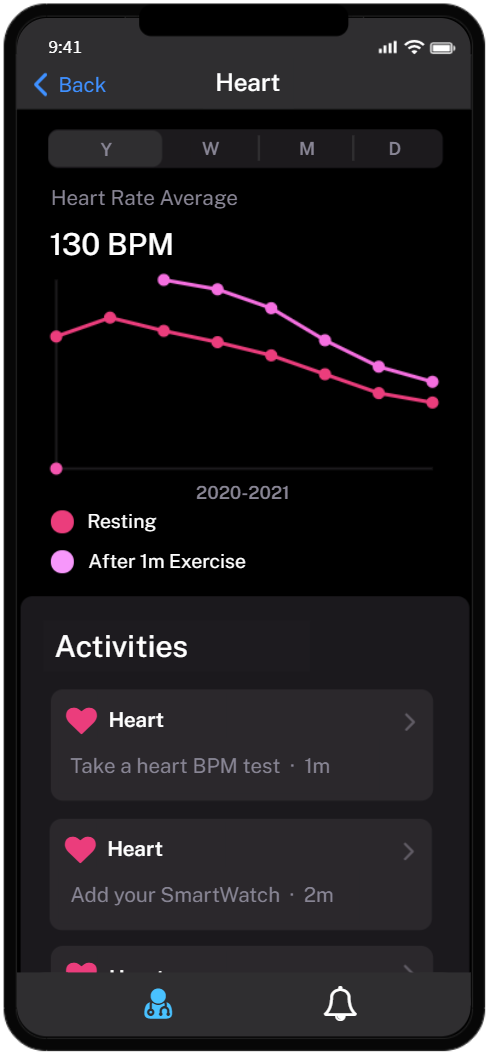 9:41
Back
Heart
Y W M D
Heart Rate Average
130 BPM
2020-2021
Resting
After 1m Exercise
Activities
Heart
Take a heart BPM test · 1m
Heart
Add your SmartWatch · 2m